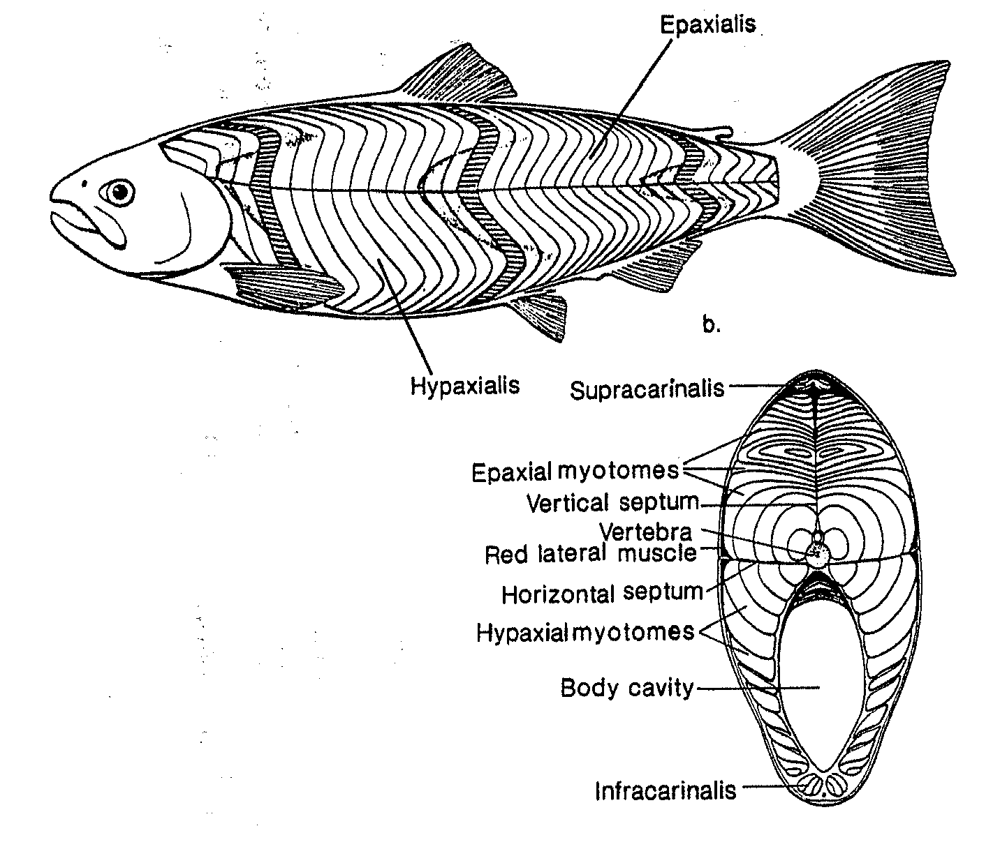 Epaxialis
b.
Hypaxialis
Supracarinalis
Epaxial myotomes
Vertical septum
Vertebra
Red lateral muscle
Horizontal septum
Hypaxial myotomes
Body cavity
Infracarinalis